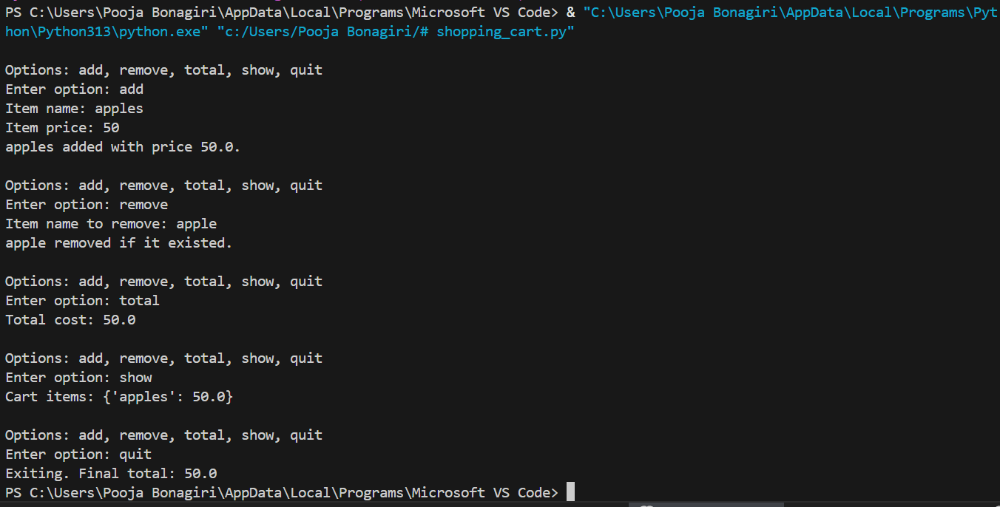 PS C:\Users\Pooja Bonagiri\AppData\Local\Programs\Microsoft VS Code> & "C:\Users\Pooja Bonagiri\AppData\Local\Programs\Pyt
hon\Python313\python.exe" "c:/Users/Pooja Bonagiri/# shopping_cart.py"
Options: add, remove, total, show, quit
Enter option: add
Item name: apples
Item price: 50
apples added with price 50.0.
Options: add, remove, total, show, quit
Enter option: remove
Item name to remove: apple
apple removed if it existed.
Options: add, remove, total, show, quit
Enter option: total
Total cost: 50.0
Options: add, remove, total, show, quit
Enter option: show
Cart items: {'apples': 50.0}
Options: add, remove, total, show, quit
Enter option: quit
Exiting. Final total: 50.0
PS C:\Users\Pooja Bonagiri\AppData\Local\Programs\Microsoft VS Code>